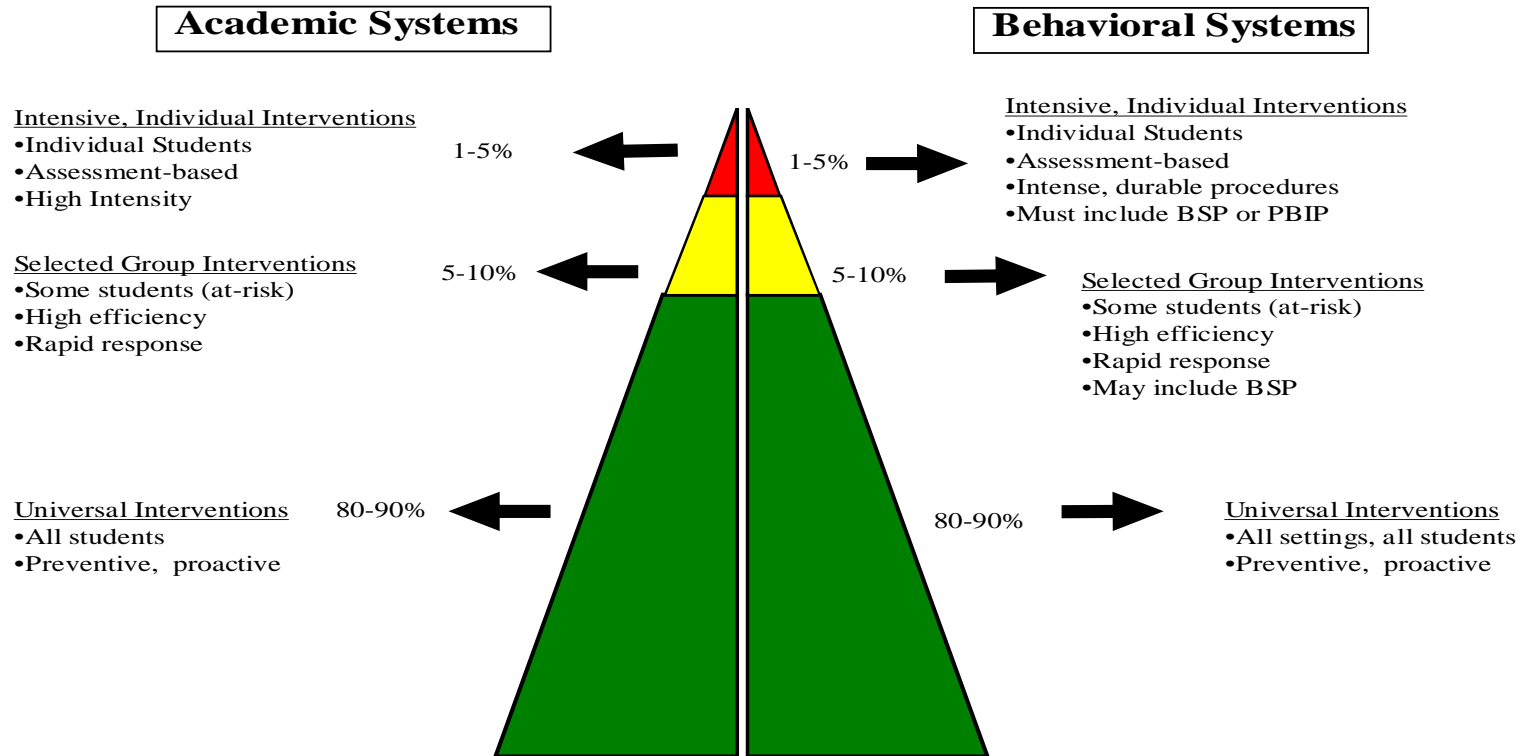 Academic Systems
Intensive, Individual Interventions
•Individual Students
•Assessment-based
•High Intensity
1-5%
Selected Group Interventions
•Some students (at-risk)
•High efficiency
•Rapid response
5-10%
Universal Interventions
•All students
•Preventive, proactive
80-90%
Behavioral Systems
1-5%
Intensive, Individual Interventions
•Individual Students
•Assessment-based
•Intense, durable procedures
•Must include BSP or PBIP
5-10%
Selected Group Interventions
•Some students (at-risk)
•High efficiency
•Rapid response
•May include BSP
80-90%
Universal Interventions
•All settings, all students
•Preventive, proactive